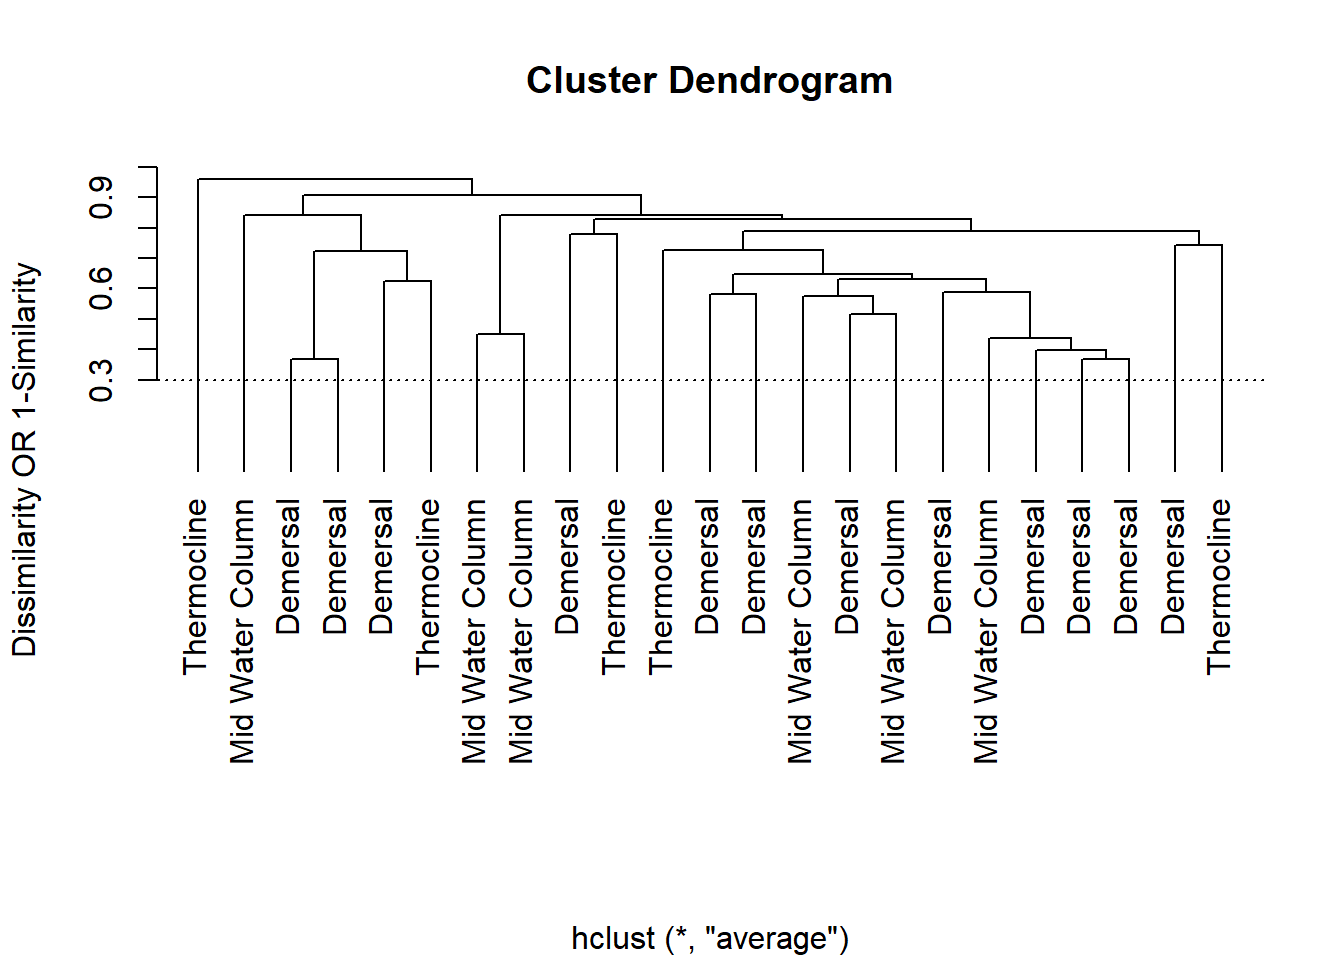 Cluster Dendrogram
Dissimilarity OR 1-Similarity
0.9
0.6
0.3
Thermocline
Mid Water Column
Demersal
Demersal
Demersal
Thermocline
Mid Water Column
Mid Water Column
Demersal
Thermocline
Thermocline
Demersal
Demersal
Mid Water Column
Demersal
Mid Water Column
Demersal
Mid Water Column
Demersal
Demersal
Demersal
Demersal
Thermocline
hclust (*, "average")